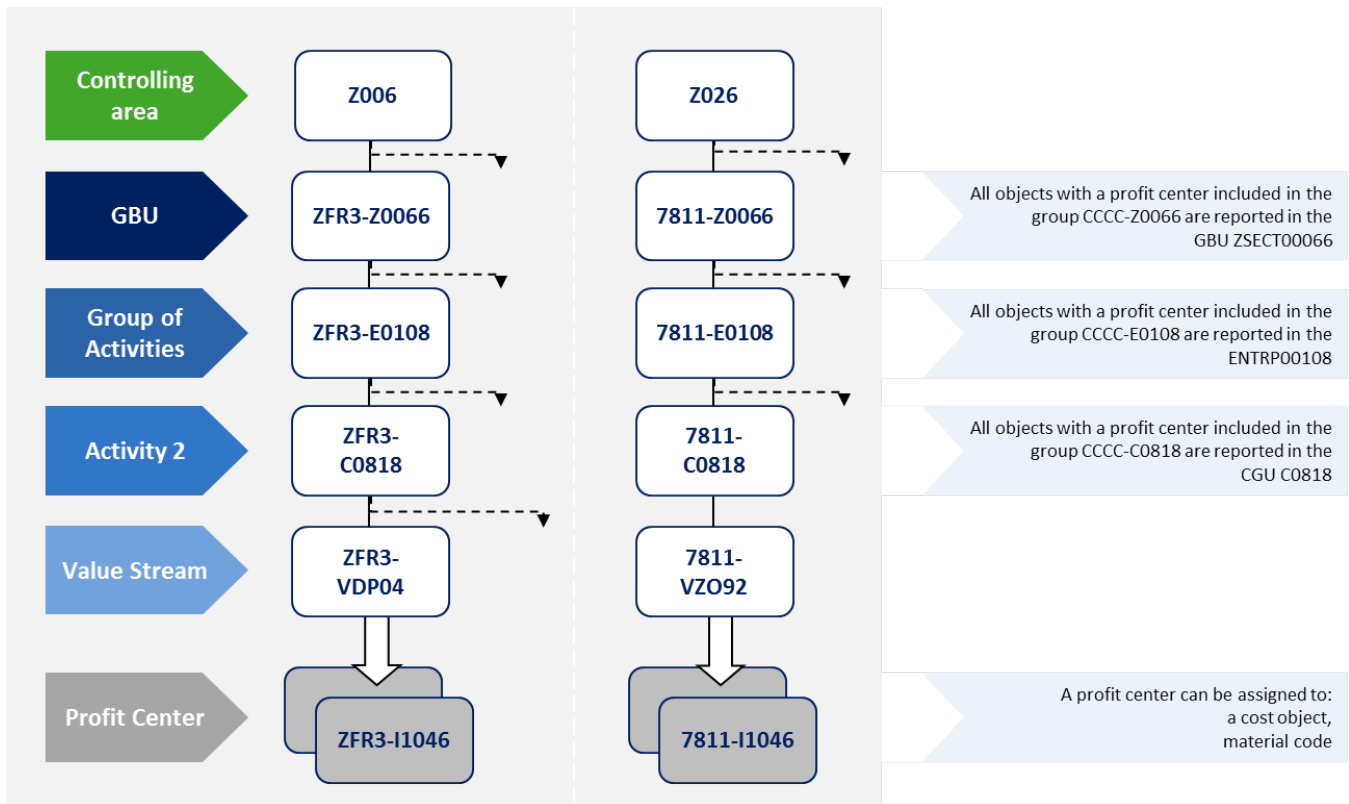 Controlling
area
Z006
Z026
GBU
ZFR3-Z0066
7811-Z0066
All objects with a profit center included in the
group CCCC-Z0066 are reported in the
GBU ZSECT00066
Group of
Activities
ZFR3-E0108
7811-E0108
All objects with a profit center included in the
group CCCC-E0108 are reported in the
ENTRP00108
Activity 2
ZFR3-
C0818
7811-
C0818
All objects with a profit center included in the
group CCCC-C0818 are reported in the
CGU C0818
Value Stream
ZFR3-
VDP04
7811-
VZO92
Profit Center
ZFR3-I1046
7811-I1046
A profit center can be assigned to:
a cost object,
material code